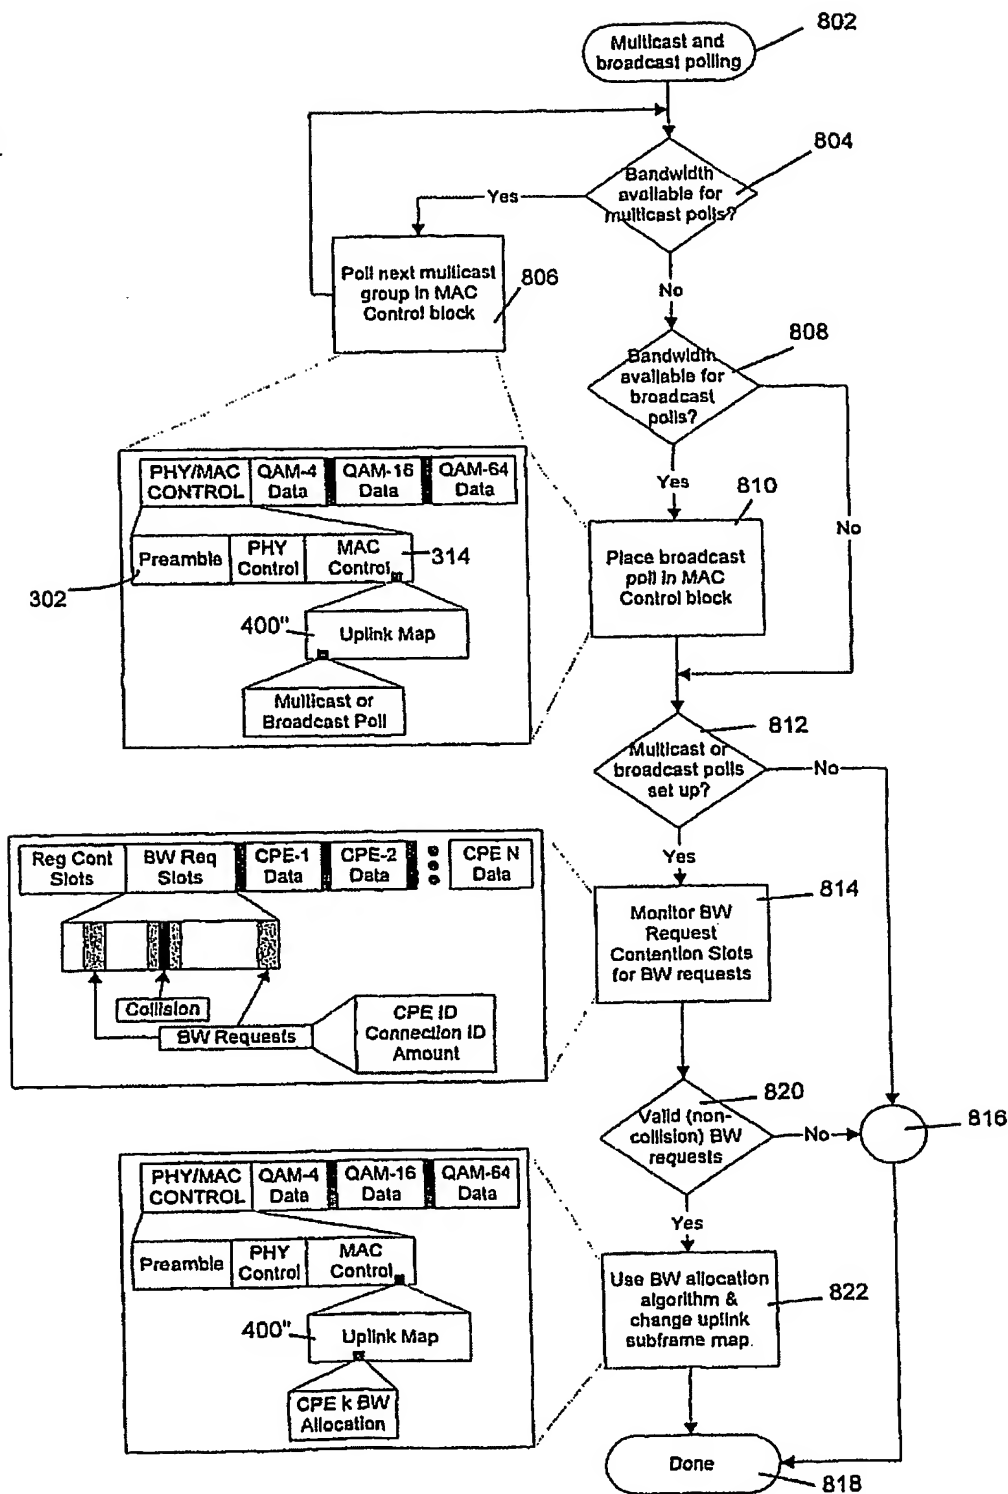 802
Multicast and
broadcast polling
804
Bandwidth
available for
multicast polls?
Yes
806
Poll next multicast
group in MAC
Control block
No
808
Bandwidth
available for
broadcast
polls?
Yes
No
810
Place broadcast
poll in MAC
Control block
PHY/MAC
CONTROL
QAM-4
Data
QAM-16
Data
QAM-64
Data
Preamble
PHY
Control
MAC
Control
314
302
400"
Uplink Map
Multicast or
Broadcast Poll
812
Multicast or
broadcast polls
set up?
No
Yes
814
Monitor BW
Request
Contention Slots
for BW requests
Reg Cont
Slots
BW Req
Slots
CPE-1
Data
CPE-2
Data
CPE N
Data
Collision
BW Requests
CPE ID
Connection ID
Amount
820
Valid (non-
collision) BW
requests
No
816
Yes
822
Use BW allocation
algorithm &
change uplink
subframe map.
PHY/MAC
CONTROL
QAM-4
Data
QAM-16
Data
QAM-64
Data
Preamble
PHY
Control
MAC
Control
400"
Uplink Map
CPE k BW
Allocation
Done
818